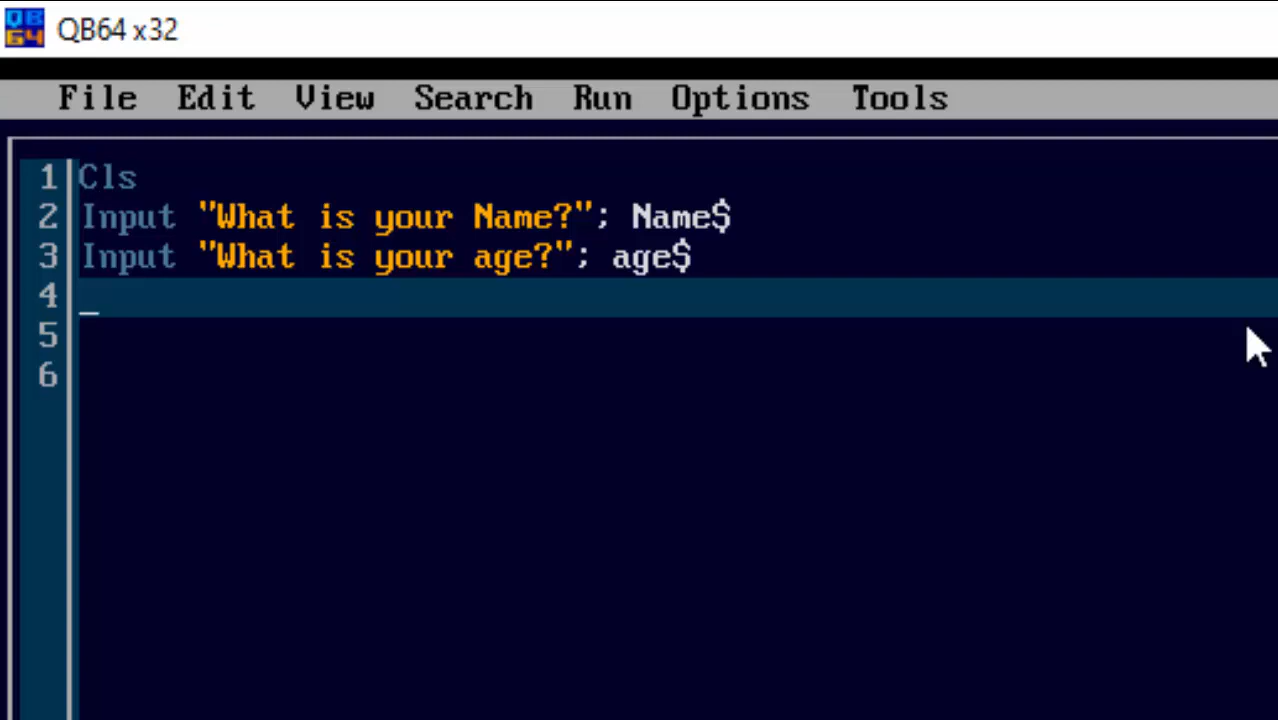 QB64 x32
File Edit View Search Run Options Tools
1 Cls
2 Input "What is your Name?"; Name$
3 Input "What is your age?"; age$
4 _
5
6